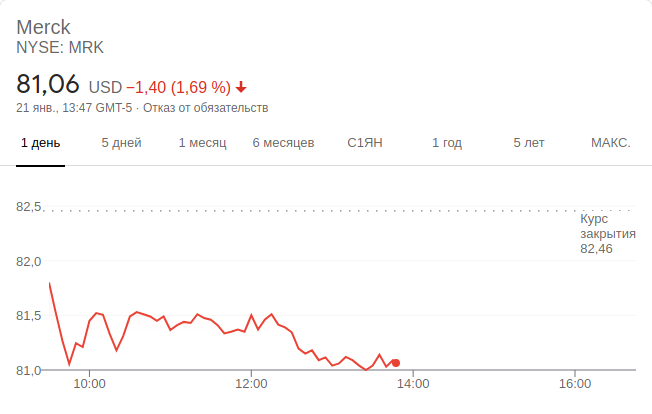 Merck
NYSE: MRK
81,06 USD −1,40 (1,69 %)
21 янв., 13:47 GMT-5 · Отказ от обязательств
1 день 5 дней 1 месяц 6 месяцев С1ЯН 1 год 5 лет МАКС.
82,5
Курс
закрытия
82,46
82,0
81,5
81,0
10:00 12:00 14:00 16:00